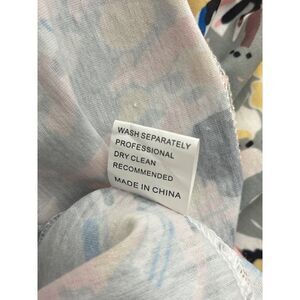 WASH SEPARATELY
PROFESSIONAL
DRY CLEAN
RECOMMENDED
MADE IN CHINA